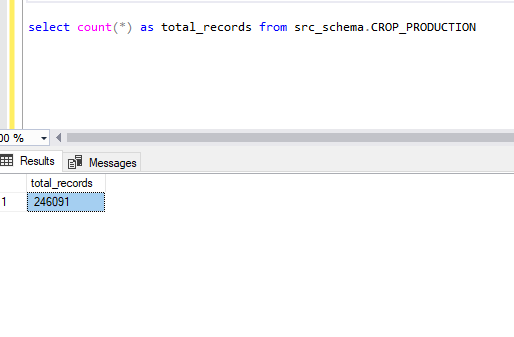 select count(*) as total_records from src_schema.CROP_PRODUCTION
00 %
Results Messages
total_records
1 246091